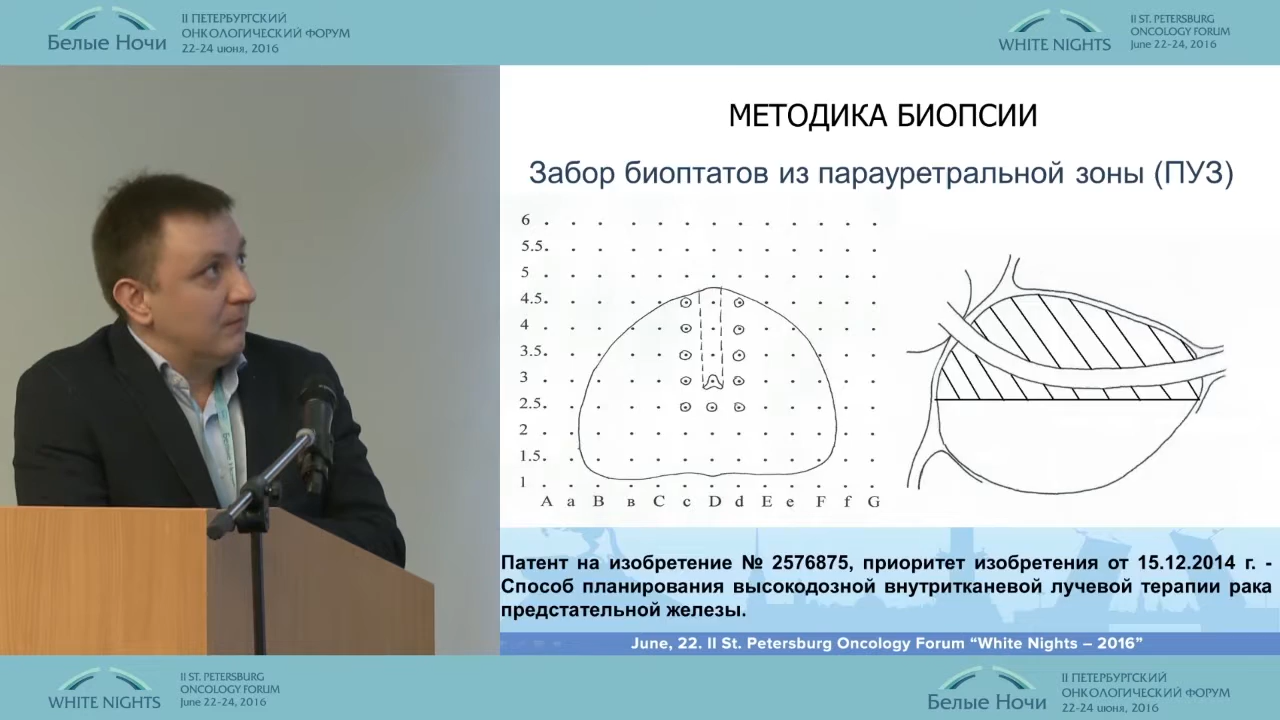 Белые Ночи
II ПЕТЕРБУРГСКИЙ
ОНКОЛОГИЧЕСКИЙ ФОРУМ
22-24 июня, 2016
WHITE NIGHTS
II ST. PETERSBURG
ONCOLOGY FORUM
June 22-24, 2016
МЕТОДИКА БИОПСИИ
Забор биоптатов из парауретральной зоны (ПУЗ)
6
5.5
5
4.5
4
3.5
3
2.5
2
1.5
1
A a B в C c D d E e F f G
Патент на изобретение № 2576875, приоритет изобретения от 15.12.2014 г. -
Способ планирования высокодозной внутритканевой лучевой терапии рака
предстательной железы.
June, 22. II St. Petersburg Oncology Forum “White Nights – 2016”
WHITE NIGHTS
II ST. PETERSBURG
ONCOLOGY FORUM
June 22-24, 2016
Белые Ночи
II ПЕТЕРБУРГСКИЙ
ОНКОЛОГИЧЕСКИЙ ФОРУМ
22-24 июня, 2016